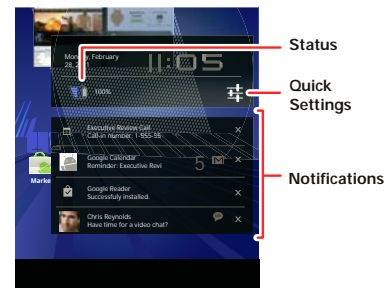 Monday, February
28, 2011
11:05
Status
100%
Quick
Settings
Executive Review Call
Call-in number: 1-555-55
Google Calendar
Reminder: Executive Revi
5
Notifications
Marke
Google Reader
Successfuly installed.
Chris Reynolds
Have time for a video chat?